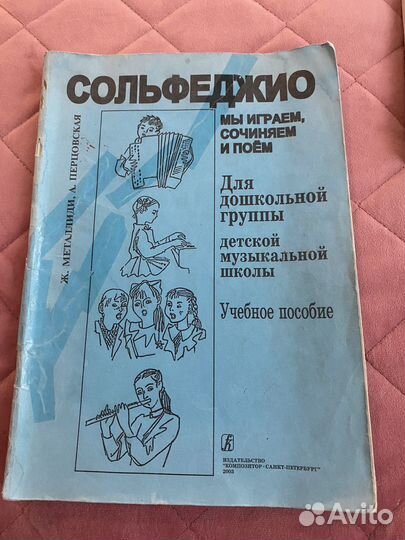 СОЛЬФЕДЖИО
МЫ ИГРАЕМ,
СОЧИНЯЕМ
И ПОЁМ
Ж. МЕТАЛЛИДИ, А. ПЕРЦОВСКАЯ
Для
дошкольной
группы
детской
музыкальной
школы
Учебное пособие
ИЗДАТЕЛЬСТВО
"КОМПОЗИТОР • САНКТ-ПЕТЕРБУРГ"
2003
Avito